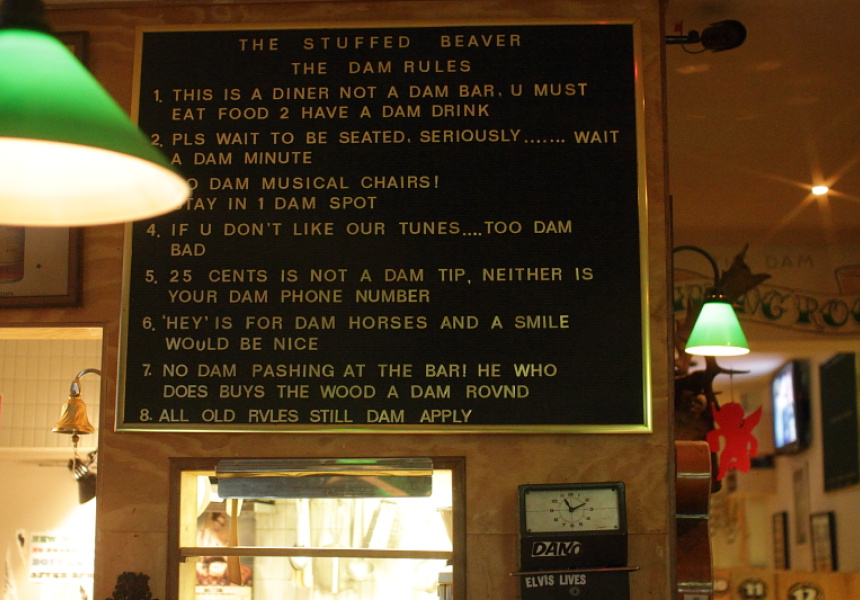 THE STUFFED BEAVER
THE DAM RULES
1. THIS IS A DINER NOT A DAM BAR. U MUST
EAT FOOD 2 HAVE A DAM DRINK
2. PLS WAIT TO BE SEATED. SERIOUSLY....... WAIT
A DAM MINUTE
DAM MUSICAL CHAIRS!
IN 1 DAM SPOT
4. IF U DON'T LIKE OUR TUNES....TOO DAM
BAD
5. 25 CENTS IS NOT A DAM TIP, NEITHER IS
YOUR DAM PHONE NUMBER
6. 'HEY' IS FOR DAM HORSES AND A SMILE
WOULD BE NICE
7. NO DAM PASHING AT THE BAR! HE WHO
DOES BUYS THE WOOD A DAM ROVND
8. ALL OLD RVLES STILL DAM APPLY
DAM
ELVIS LIVES
11
12